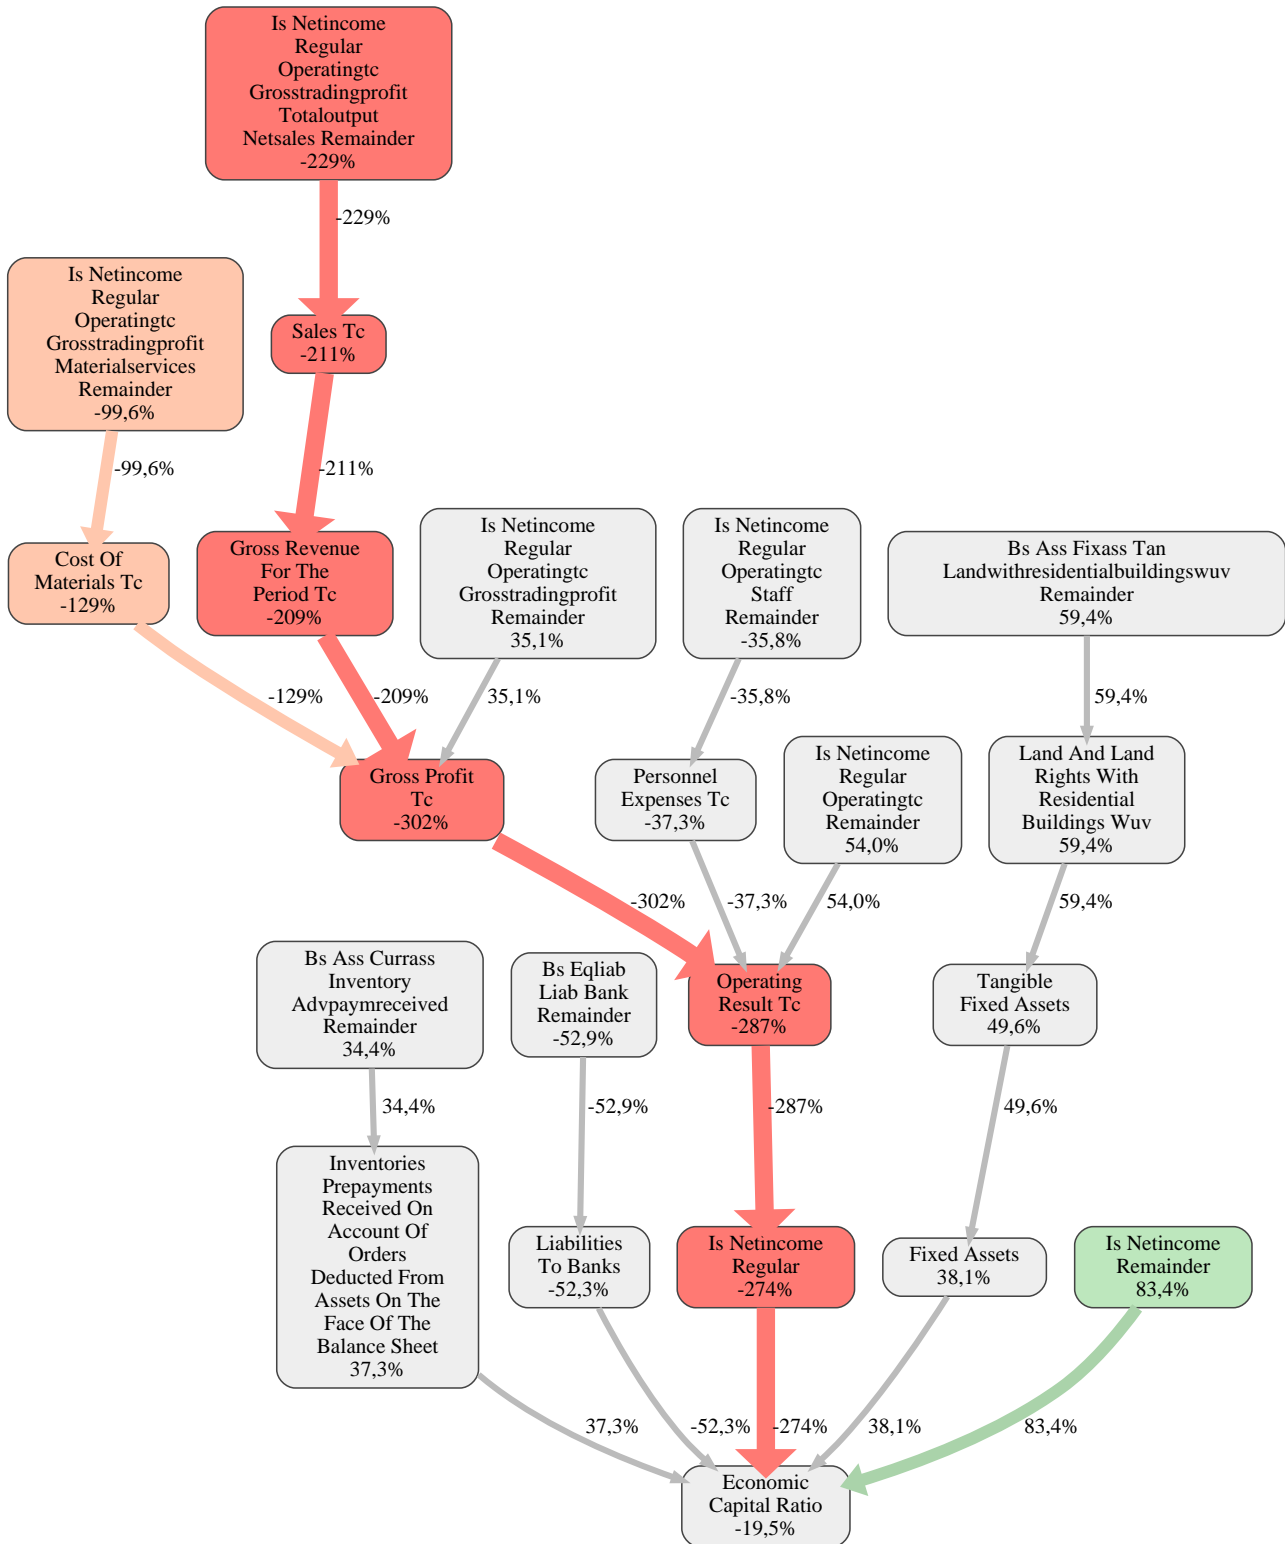 Is Netincome
Regular
Operatingtc
Grosstradingprofit
Totaloutput
Netsales Remainder
-229%
-229%
Is Netincome
Regular
Operatingtc
Grosstradingprofit
Materialservices
Remainder
-99,6%
Sales Tc
-211%
-99,6%
-211%
Cost Of
Materials Tc
-129%
Gross Revenue
For The
Period Tc
-209%
Is Netincome
Regular
Operatingtc
Grosstradingprofit
Remainder
35,1%
Is Netincome
Regular
Operatingtc
Staff
Remainder
-35,8%
Bs Ass Fixass Tan
Landwithresidentialbuildingswuv
Remainder
59,4%
-129%
-209%
35,1%
-35,8%
59,4%
Gross Profit
Tc
-302%
Personnel
Expenses Tc
-37,3%
Is Netincome
Regular
Operatingtc
Remainder
54,0%
Land And Land
Rights With
Residential
Buildings Wuv
59,4%
-302%
-37,3%
54,0%
59,4%
Bs Ass Currass
Inventory
Advpaymreceived
Remainder
34,4%
Bs Eqliab
Liab Bank
Remainder
-52,9%
Operating
Result Tc
-287%
Tangible
Fixed Assets
49,6%
34,4%
-52,9%
-287%
49,6%
Inventories
Prepayments
Received On
Account Of
Orders
Deducted From
Assets On The
Face Of The
Balance Sheet
37,3%
Liabilities
To Banks
-52,3%
Is Netincome
Regular
-274%
Fixed Assets
38,1%
Is Netincome
Remainder
83,4%
37,3%
-52,3%
-274%
38,1%
83,4%
Economic
Capital Ratio
-19,5%